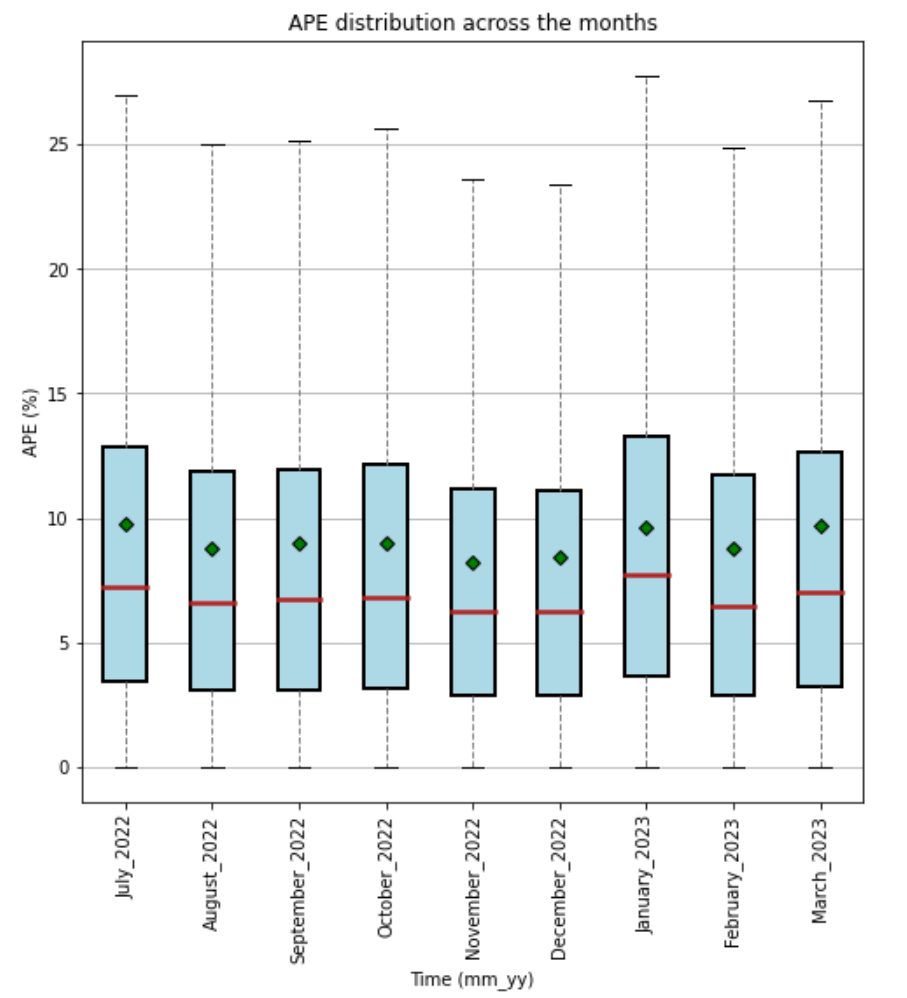 APE distribution across the months
APE (%)
25
20
15
10
5
0
July_2022
August_2022
September_2022
October_2022
November_2022
December_2022
January_2023
February_2023
March_2023
Time (mm_yy)